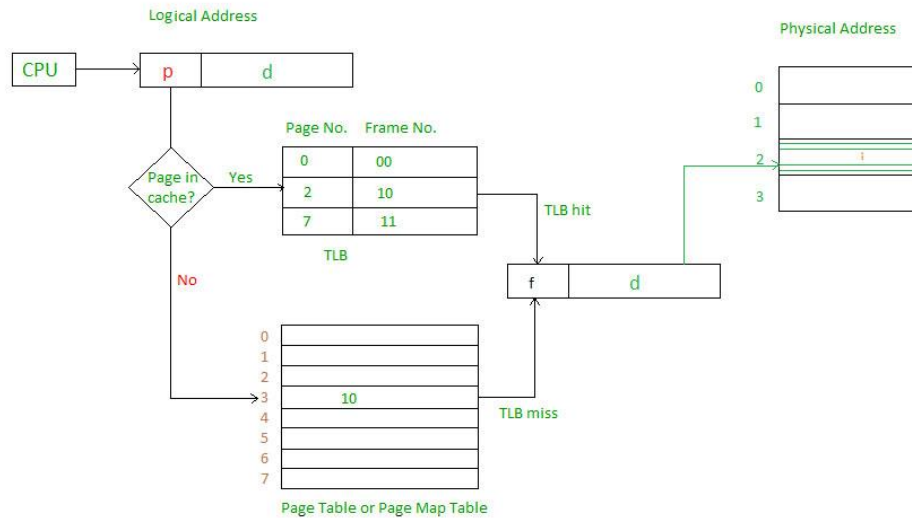 Logical Address
Physical Address
CPU
p d
Page No. Frame No.
0 00
2 10
7 11
TLB
Page in
cache?
Yes
No
TLB hit
f d
0
1
2 i
3
0
1
2
3 10
4
5
6
7
TLB miss
Page Table or Page Map Table